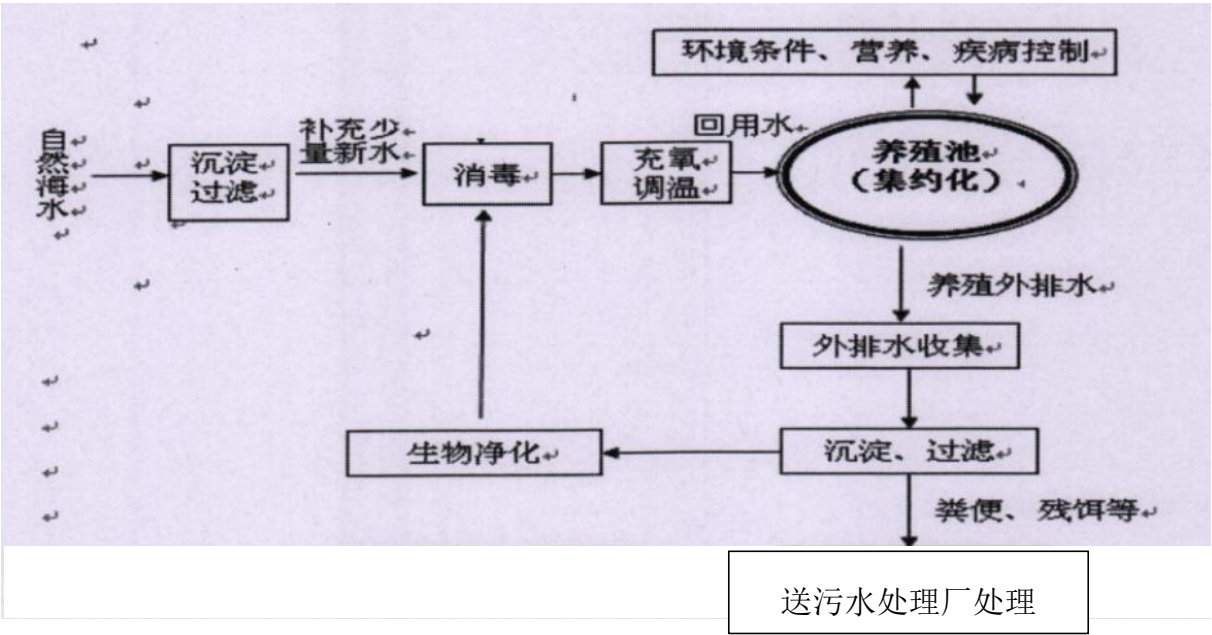 环境条件、营养、疾病控制
自
然
海
水
沉淀
过滤
补充少
量新水
消毒
充氧
调温
回用水
养殖池
（集约化）
养殖外排水
外排水收集
沉淀、过滤
生物净化
粪便、残饵等
送污水处理厂处理